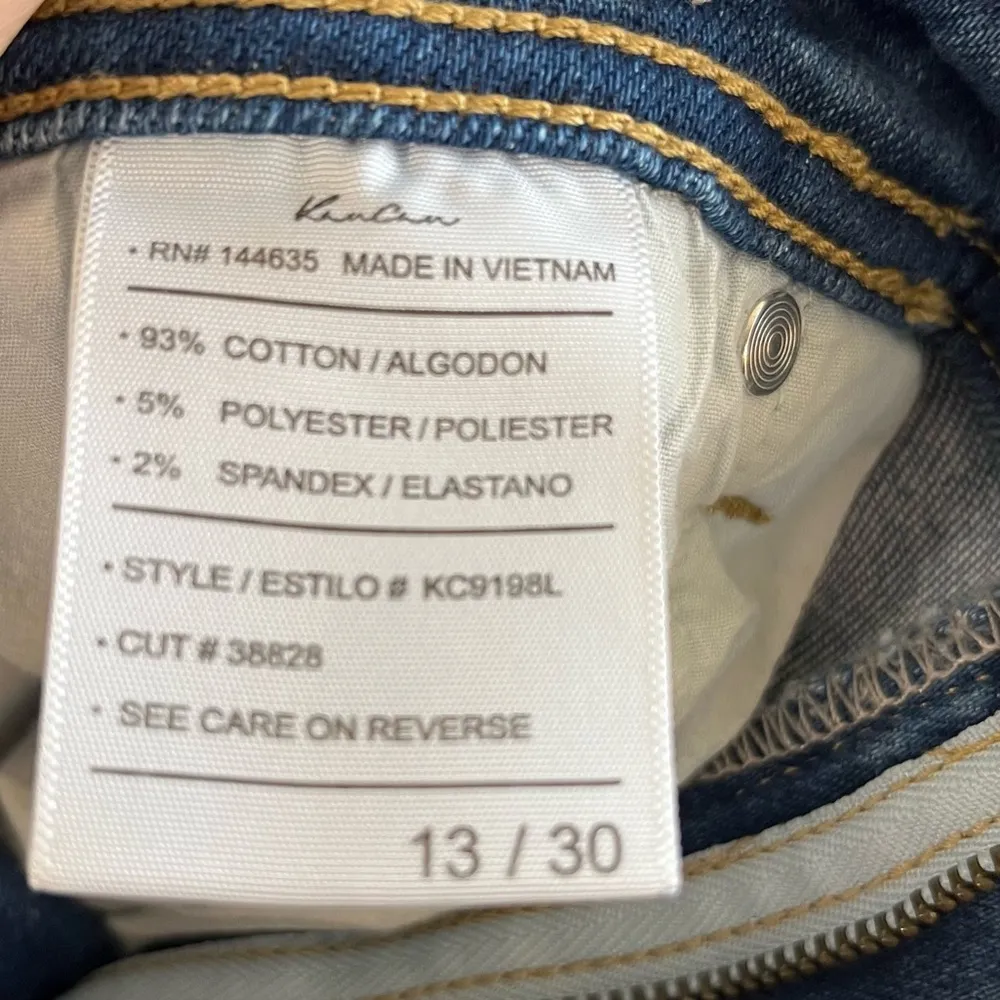 KanCan
• RN# 144635 MADE IN VIETNAM
• 93% COTTON / ALGODON
• 5% POLYESTER / POLIESTER
• 2% SPANDEX / ELASTANO
• STYLE / ESTILO # KC9198L
• CUT # 38828
• SEE CARE ON REVERSE
13 / 30